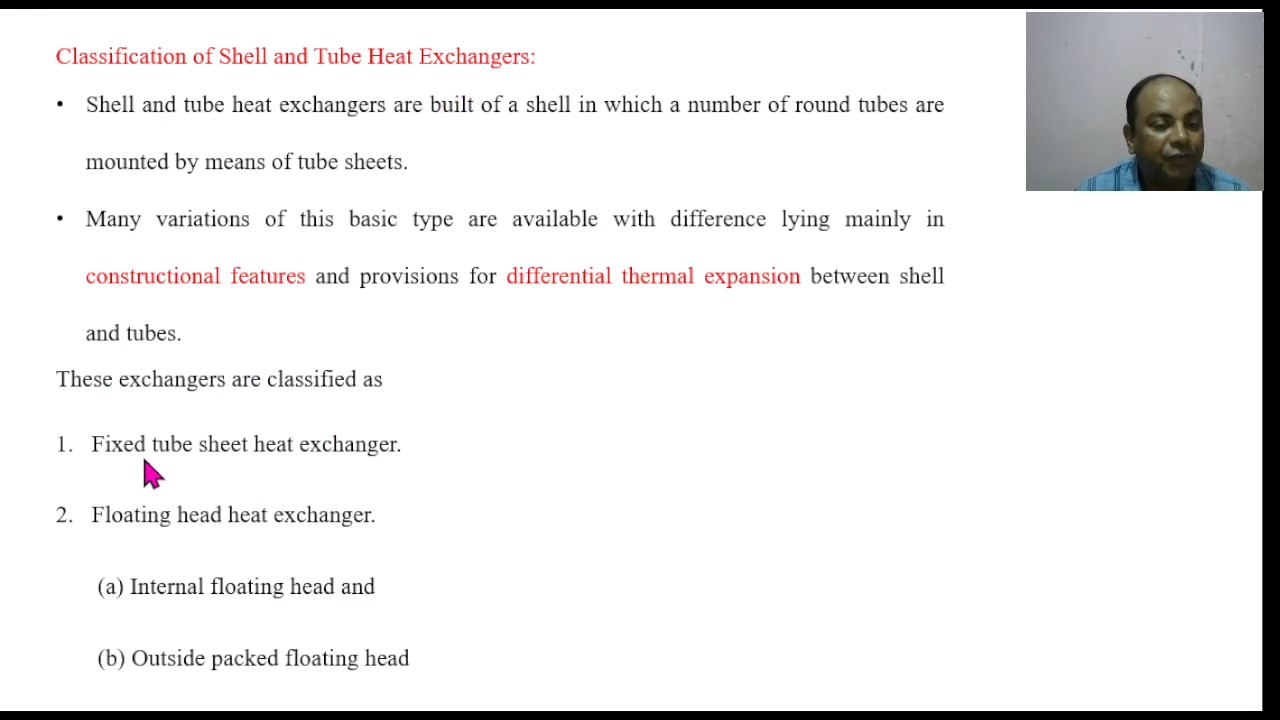 Classification of Shell and Tube Heat Exchangers:
• Shell and tube heat exchangers are built of a shell in which a number of round tubes are
mounted by means of tube sheets.
• Many variations of this basic type are available with difference lying mainly in
constructional features and provisions for differential thermal expansion between shell
and tubes.
These exchangers are classified as
1. Fixed tube sheet heat exchanger.
2. Floating head heat exchanger.
(a) Internal floating head and
(b) Outside packed floating head